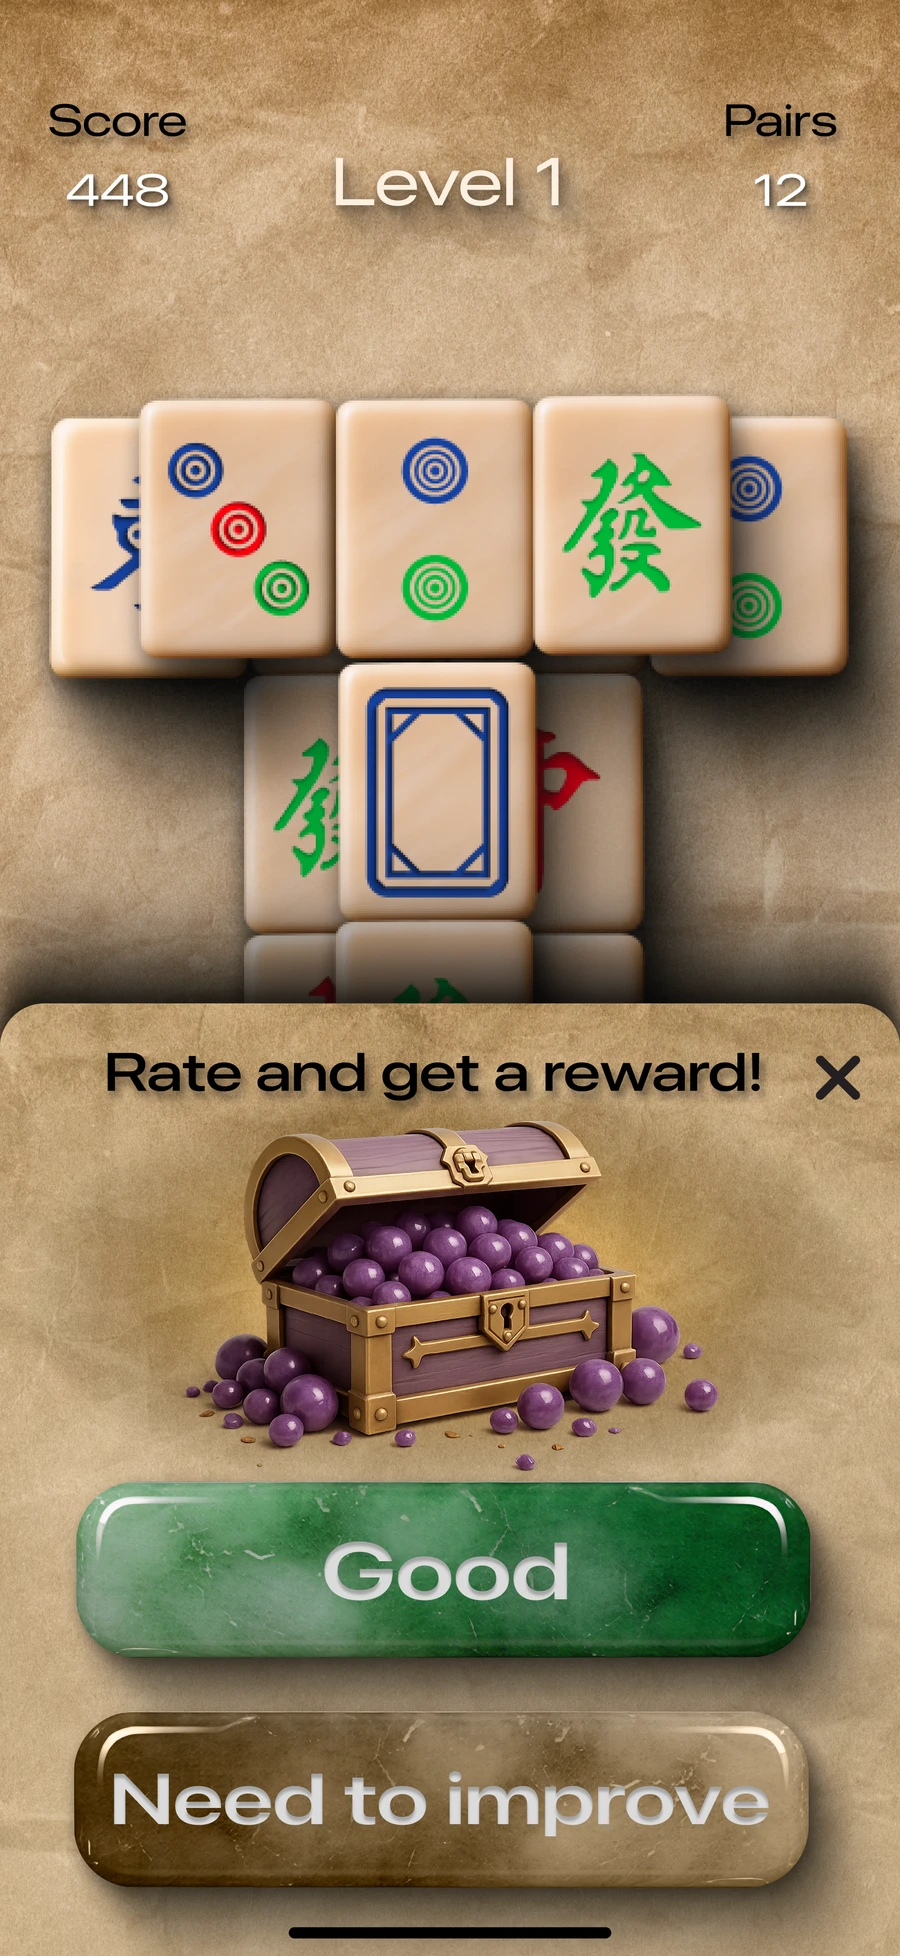 Score
Pairs
448
Level 1
12
發
Rate and get a reward!
Good
Need to improve